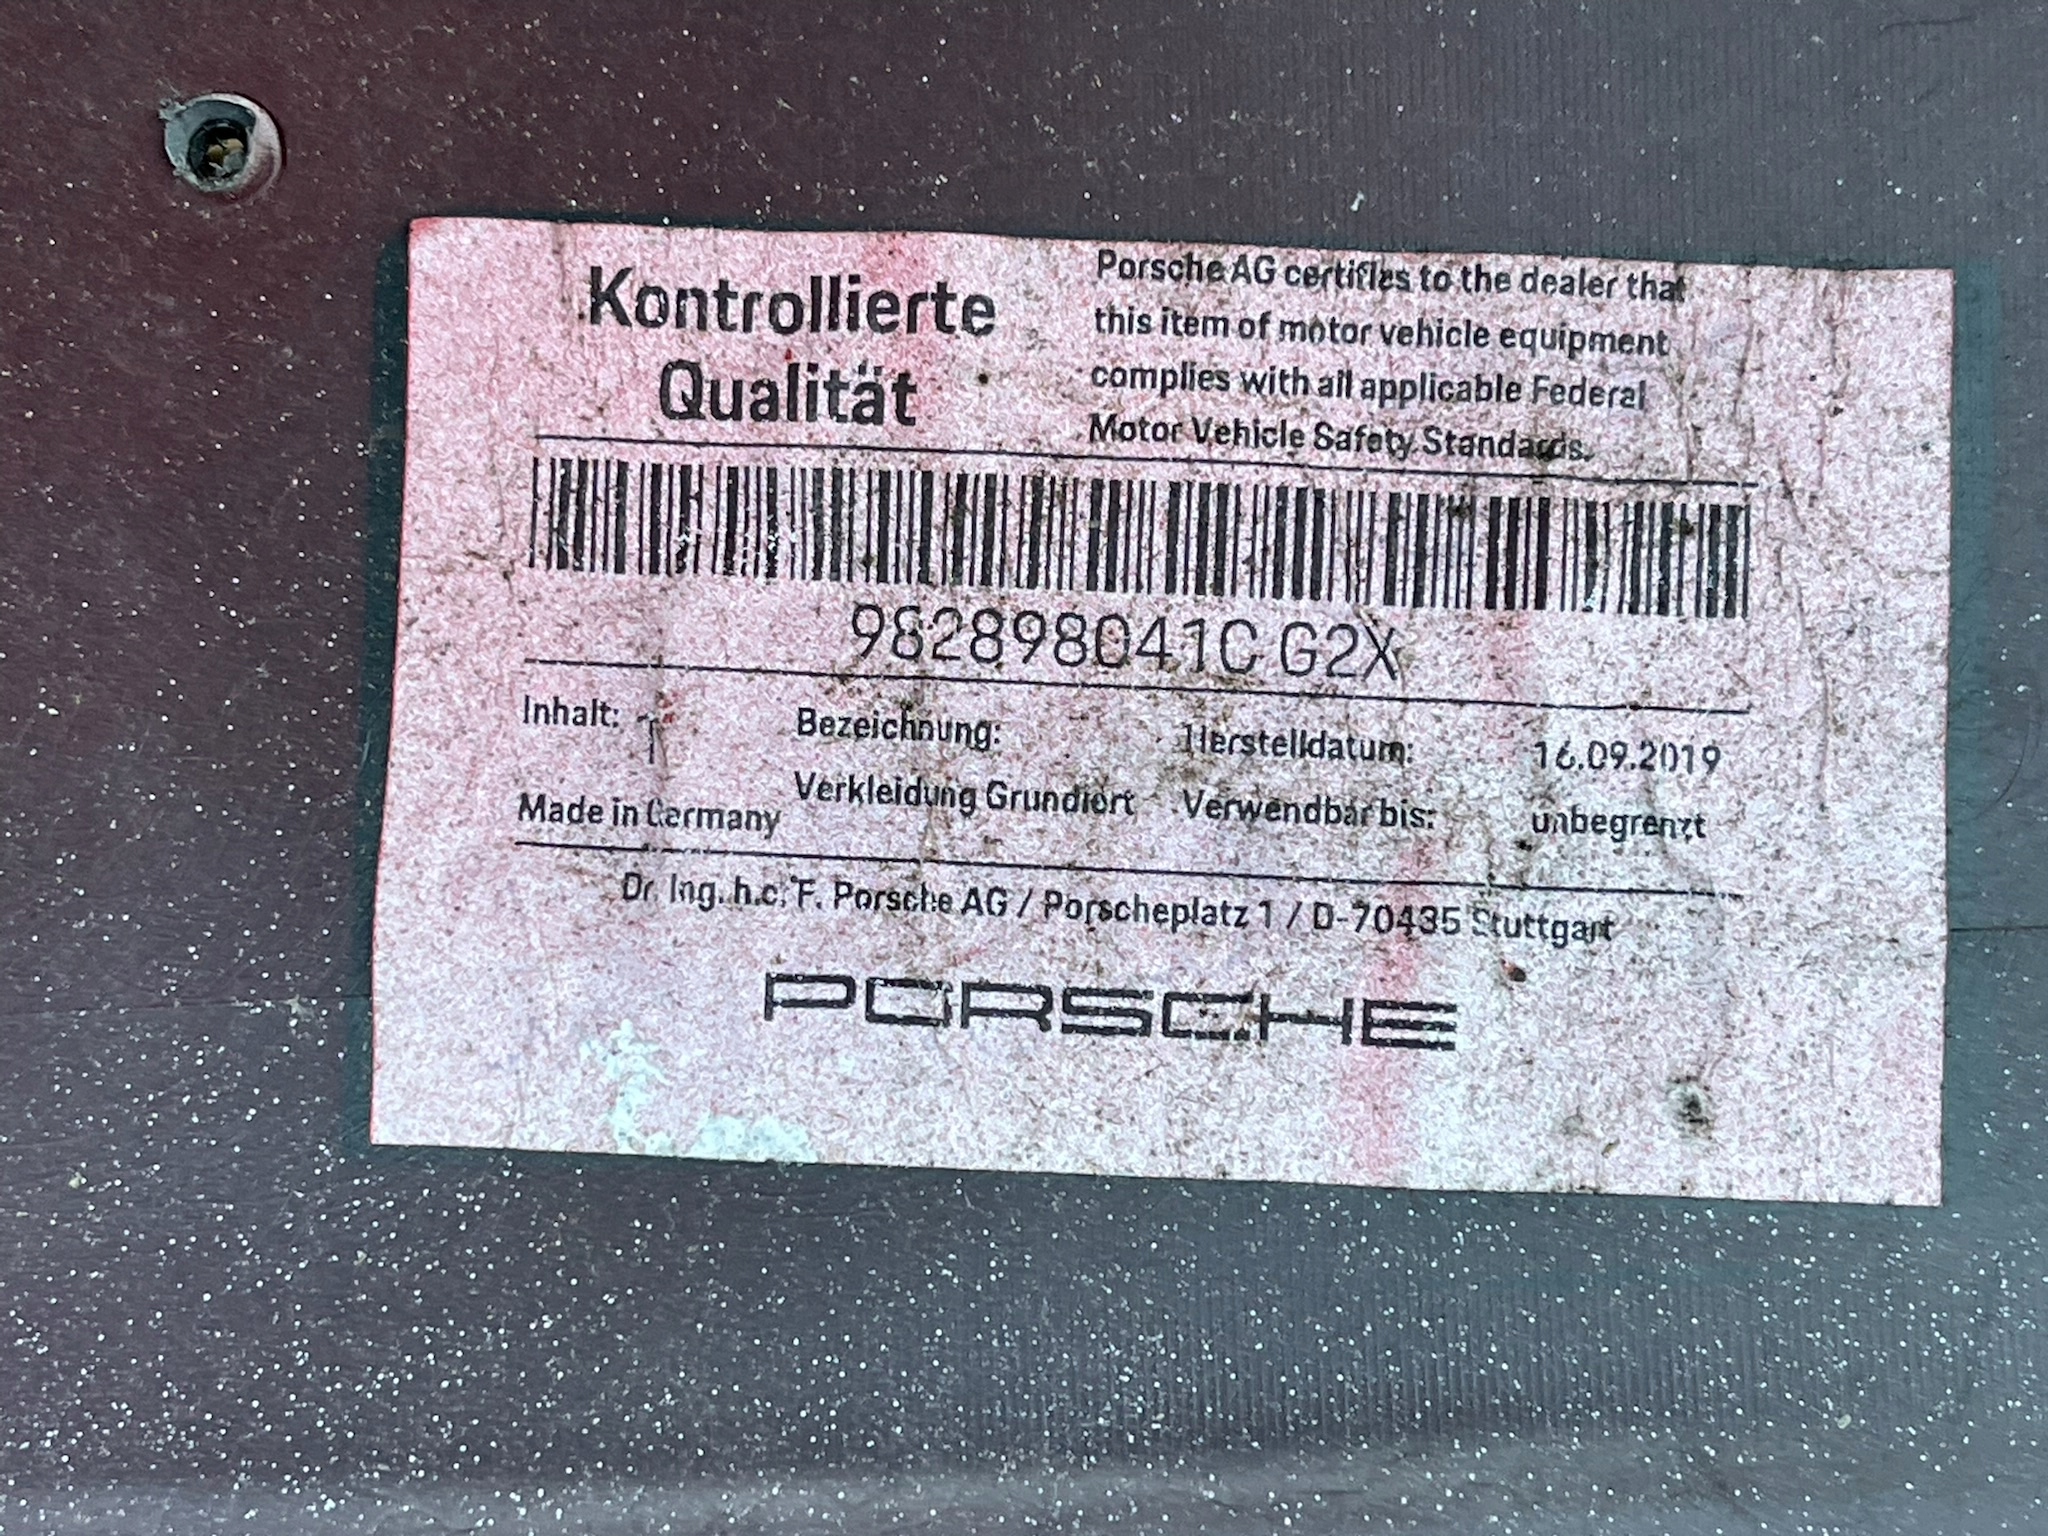 Kontrollierte
Qualität
Porsche AG certifies to the dealer that
this item of motor vehicle equipment
complies with all applicable Federal
Motor Vehicle Safety Standards.
982898041C G2X
Inhalt: 1
Bezeichnung:
Herstelldatum: 16.09.2019
Made in Germany
Verkleidung Grundiert
Verwendbar bis: unbegrenzt
Dr. Ing. h.c. F. Porsche AG / Porscheplatz 1 / D-70435 Stuttgart
PORSCHE